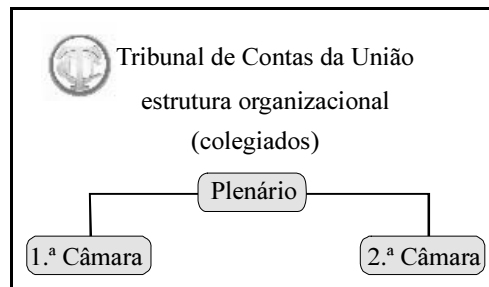 Tribunal de Contas da União
estrutura organizacional
(colegiados)
Plenário
1.ª Câmara
2.ª Câmara